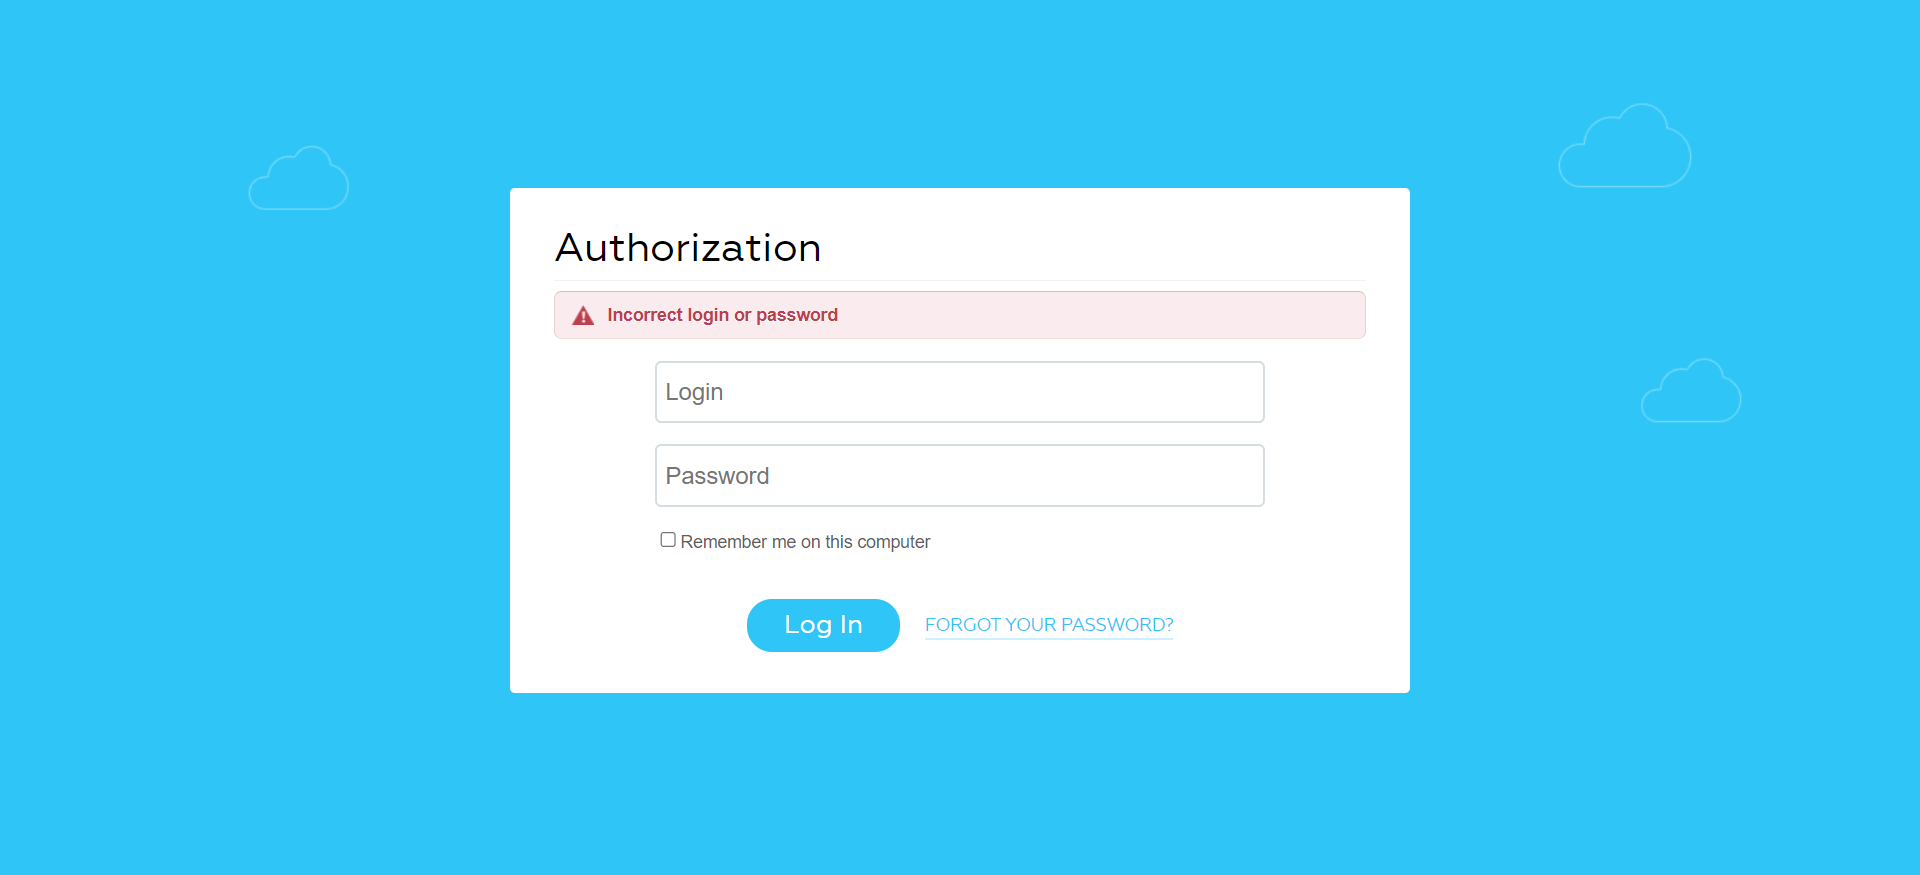 Authorization
Incorrect login or password
Login
Password
Remember me on this computer
Log In
FORGOT YOUR PASSWORD?